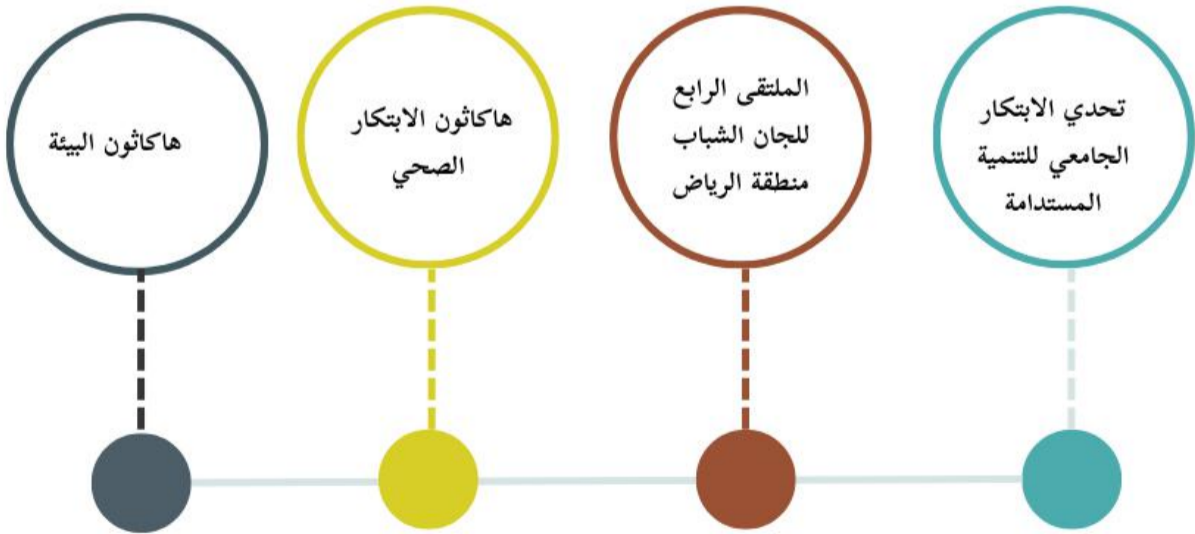 تحدي الابتكار
الجامعي للتنمية
المستدامة
الملتقى الرابع
للجان الشباب
منطقة الرياض
هاكاثون الابتكار
الصحي
هاكاثون البيئة